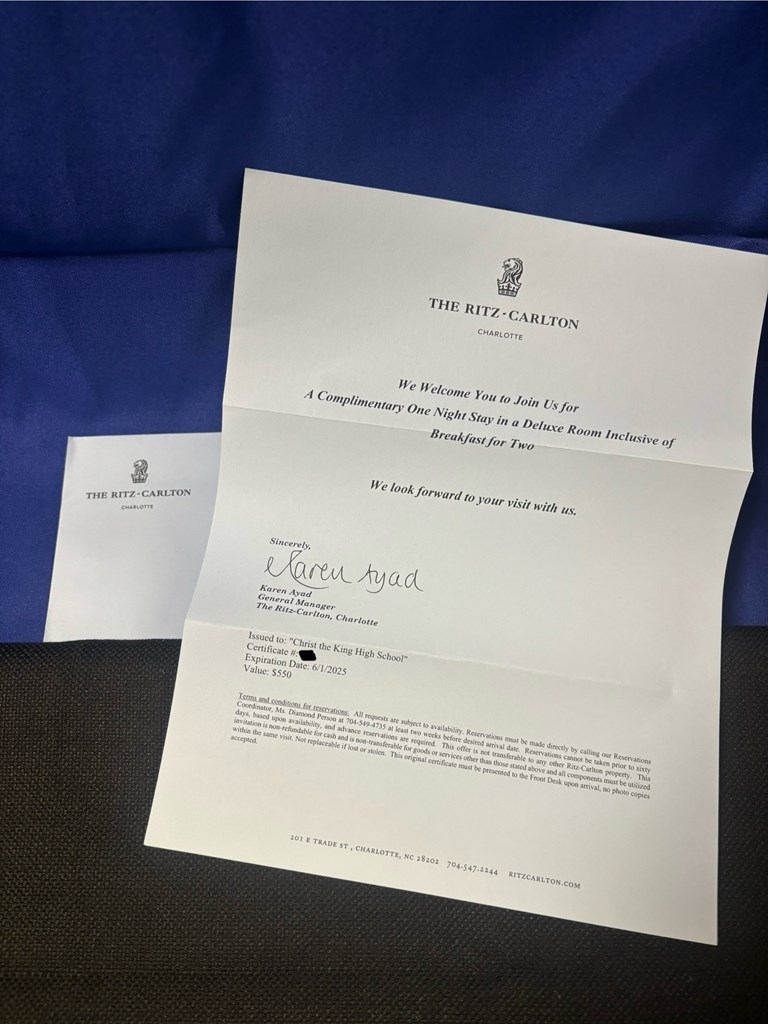 THE RITZ-CARLTON
CHARLOTTE
We Welcome You to Join Us for
A Complimentary One Night Stay in a Deluxe Room Inclusive of
Breakfast for Two
We look forward to your visit with us.
Sincerely,
Karen Ayad
Karen Ayad
General Manager
The Ritz-Carlton, Charlotte
Issued to: "Christ the King High School"
Certificate #:
Expiration Date: 6/1/2025
Value: $550
Terms and conditions for reservations: All requests are subject to availability. Reservations must be made directly by calling our Reservations
Coordinator, Ms. Diamond Person at 704-549-4735 at least two weeks before desired arrival date. Reservations cannot be taken prior to sixty
days, based upon availability, and advance reservations are required. This offer is not transferable to any other Ritz-Carlton property. This
invitation is non-refundable for cash and is non-transferable for goods or services other than those stated above and all components must be utilized
within the same visit. Not replaceable if lost or stolen. This original certificate must be presented to the Front Desk upon arrival, no photo copies
accepted.
201 E TRADE ST , CHARLOTTE, NC 28202 704.547.2244 RITZCARLTON.COM
THE RITZ-CARLTON
CHARLOTTE